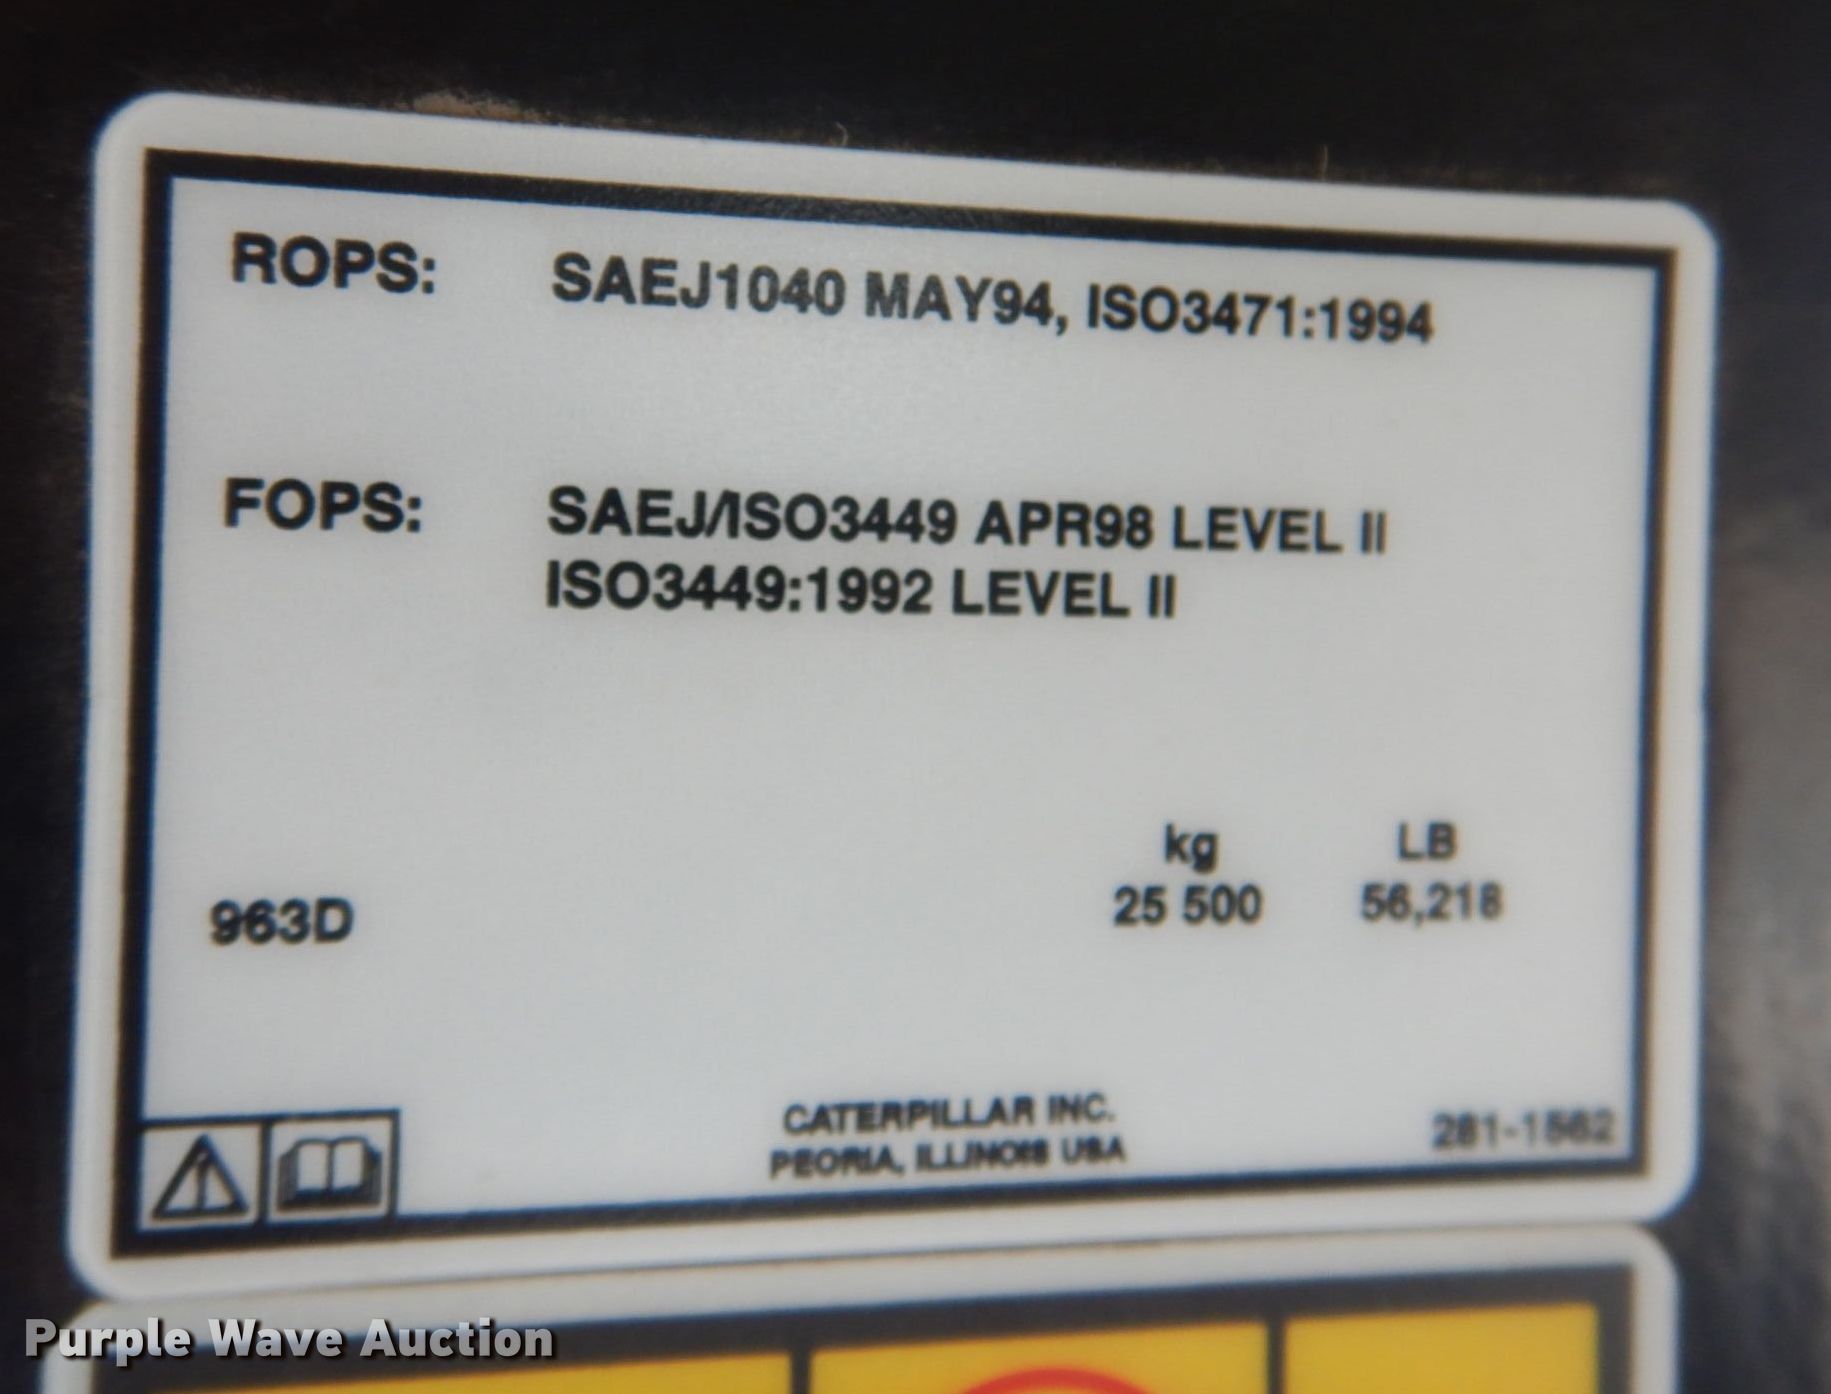 ROPS: SAEJ1040 MAY94, ISO3471:1994
FOPS: SAEJ/ISO3449 APR98 LEVEL II
ISO3449:1992 LEVEL II
kg LB
963D 25 500 56,218
CATERPILLAR INC.
PEORIA, ILLINOIS USA
281-1562
Purple Wave Auction